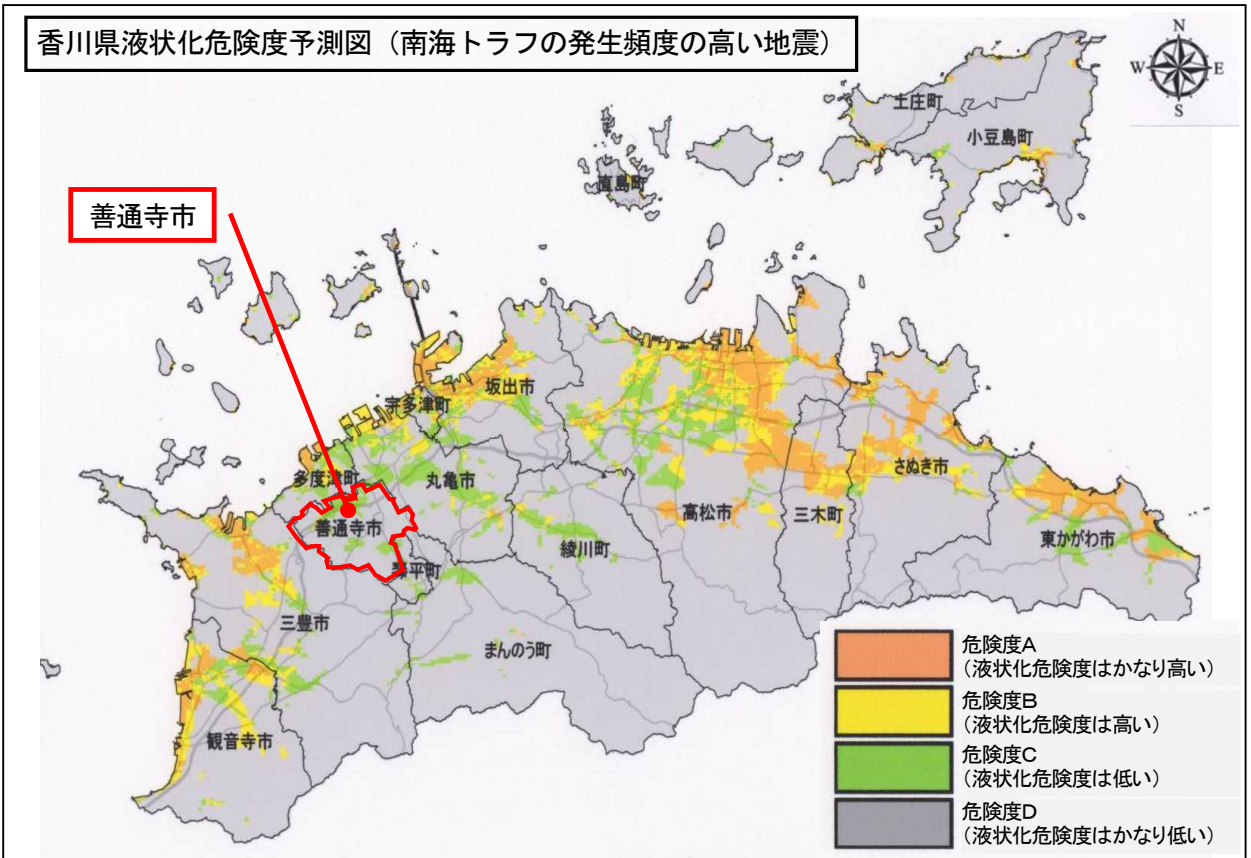 香川県液状化危険度予測図（南海トラフの発生頻度の高い地震）
N
W
E
S
土庄町
小豆島町
直島町
善通寺市
坂出市
宇多津町
多度津町
丸亀市
さぬき市
善通寺市
高松市
三木町
東かがわ市
綾川町
琴平町
三豊市
まんのう町
観音寺市
危険度A
（液状化危険度はかなり高い）
危険度B
（液状化危険度は高い）
危険度C
（液状化危険度は低い）
危険度D
（液状化危険度はかなり低い）